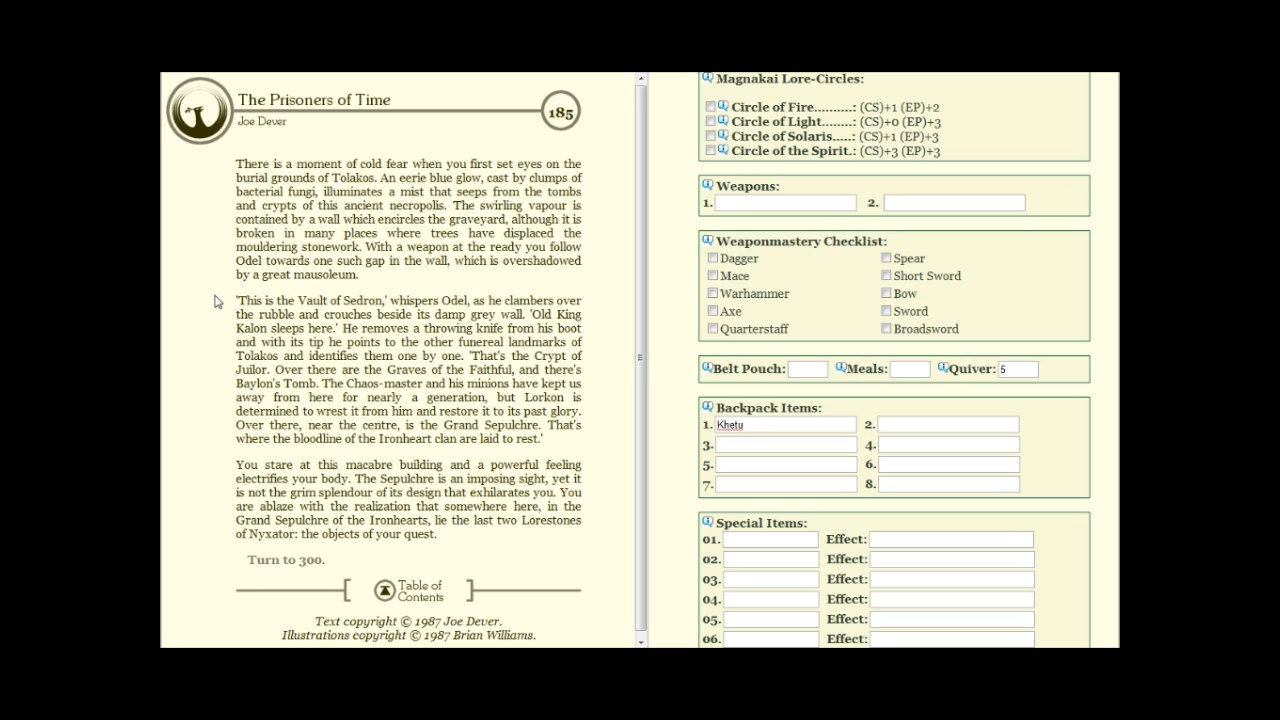 The Prisoners of Time
Joe Dever
185
There is a moment of cold fear when you first set eyes on the
burial grounds of Tolakos. An eerie blue glow, cast by clumps of
bacterial fungi, illuminates a mist that seeps from the tombs
and crypts of this ancient necropolis. The swirling vapour is
contained by a wall which encircles the graveyard, although it is
broken in many places where trees have displaced the
mouldering stonework. With a weapon at the ready you follow
Odel towards one such gap in the wall, which is overshadowed
by a great mausoleum.
'This is the Vault of Sedron,' whispers Odel, as he clambers over
the rubble and crouches beside its damp grey wall. 'Old King
Kalon sleeps here.' He removes a throwing knife from his boot
and with its tip he points to the other funereal landmarks of
Tolakos and identifies them one by one. 'That's the Crypt of
Juilor. Over there are the Graves of the Faithful, and there's
Baylon's Tomb. The Chaos-master and his minions have kept us
away from here for nearly a generation, but Lorkon is
determined to wrest it from him and restore it to its past glory.
Over there, near the centre, is the Grand Sepulchre. That's
where the bloodline of the Ironheart clan are laid to rest.'
You stare at this macabre building and a powerful feeling
electrifies your body. The Sepulchre is an imposing sight, yet it
is not the grim splendour of its design that exhilarates you. You
are ablaze with the realization that somewhere here, in the
Grand Sepulchre of the Ironhearts, lie the last two Lorestones
of Nyxator: the objects of your quest.
Turn to 300.
Table of
Contents
Text copyright © 1987 Joe Dever.
Illustrations copyright © 1987 Brian Williams.
Magnakai Lore-Circles:
Circle of Fire..........: (CS)+1 (EP)+2
Circle of Light........: (CS)+0 (EP)+3
Circle of Solaris.....: (CS)+1 (EP)+3
Circle of the Spirit.: (CS)+3 (EP)+3
Weapons:
1. 2.
Weaponmastery Checklist:
Dagger Spear
Mace Short Sword
Warhammer Bow
Axe Sword
Quarterstaff Broadsword
Belt Pouch: Meals: Quiver: 5
Backpack Items:
1. Khetu 2.
3. 4.
5. 6.
7. 8.
Special Items:
01. Effect:
02. Effect:
03. Effect:
04. Effect:
05. Effect:
06. Effect: